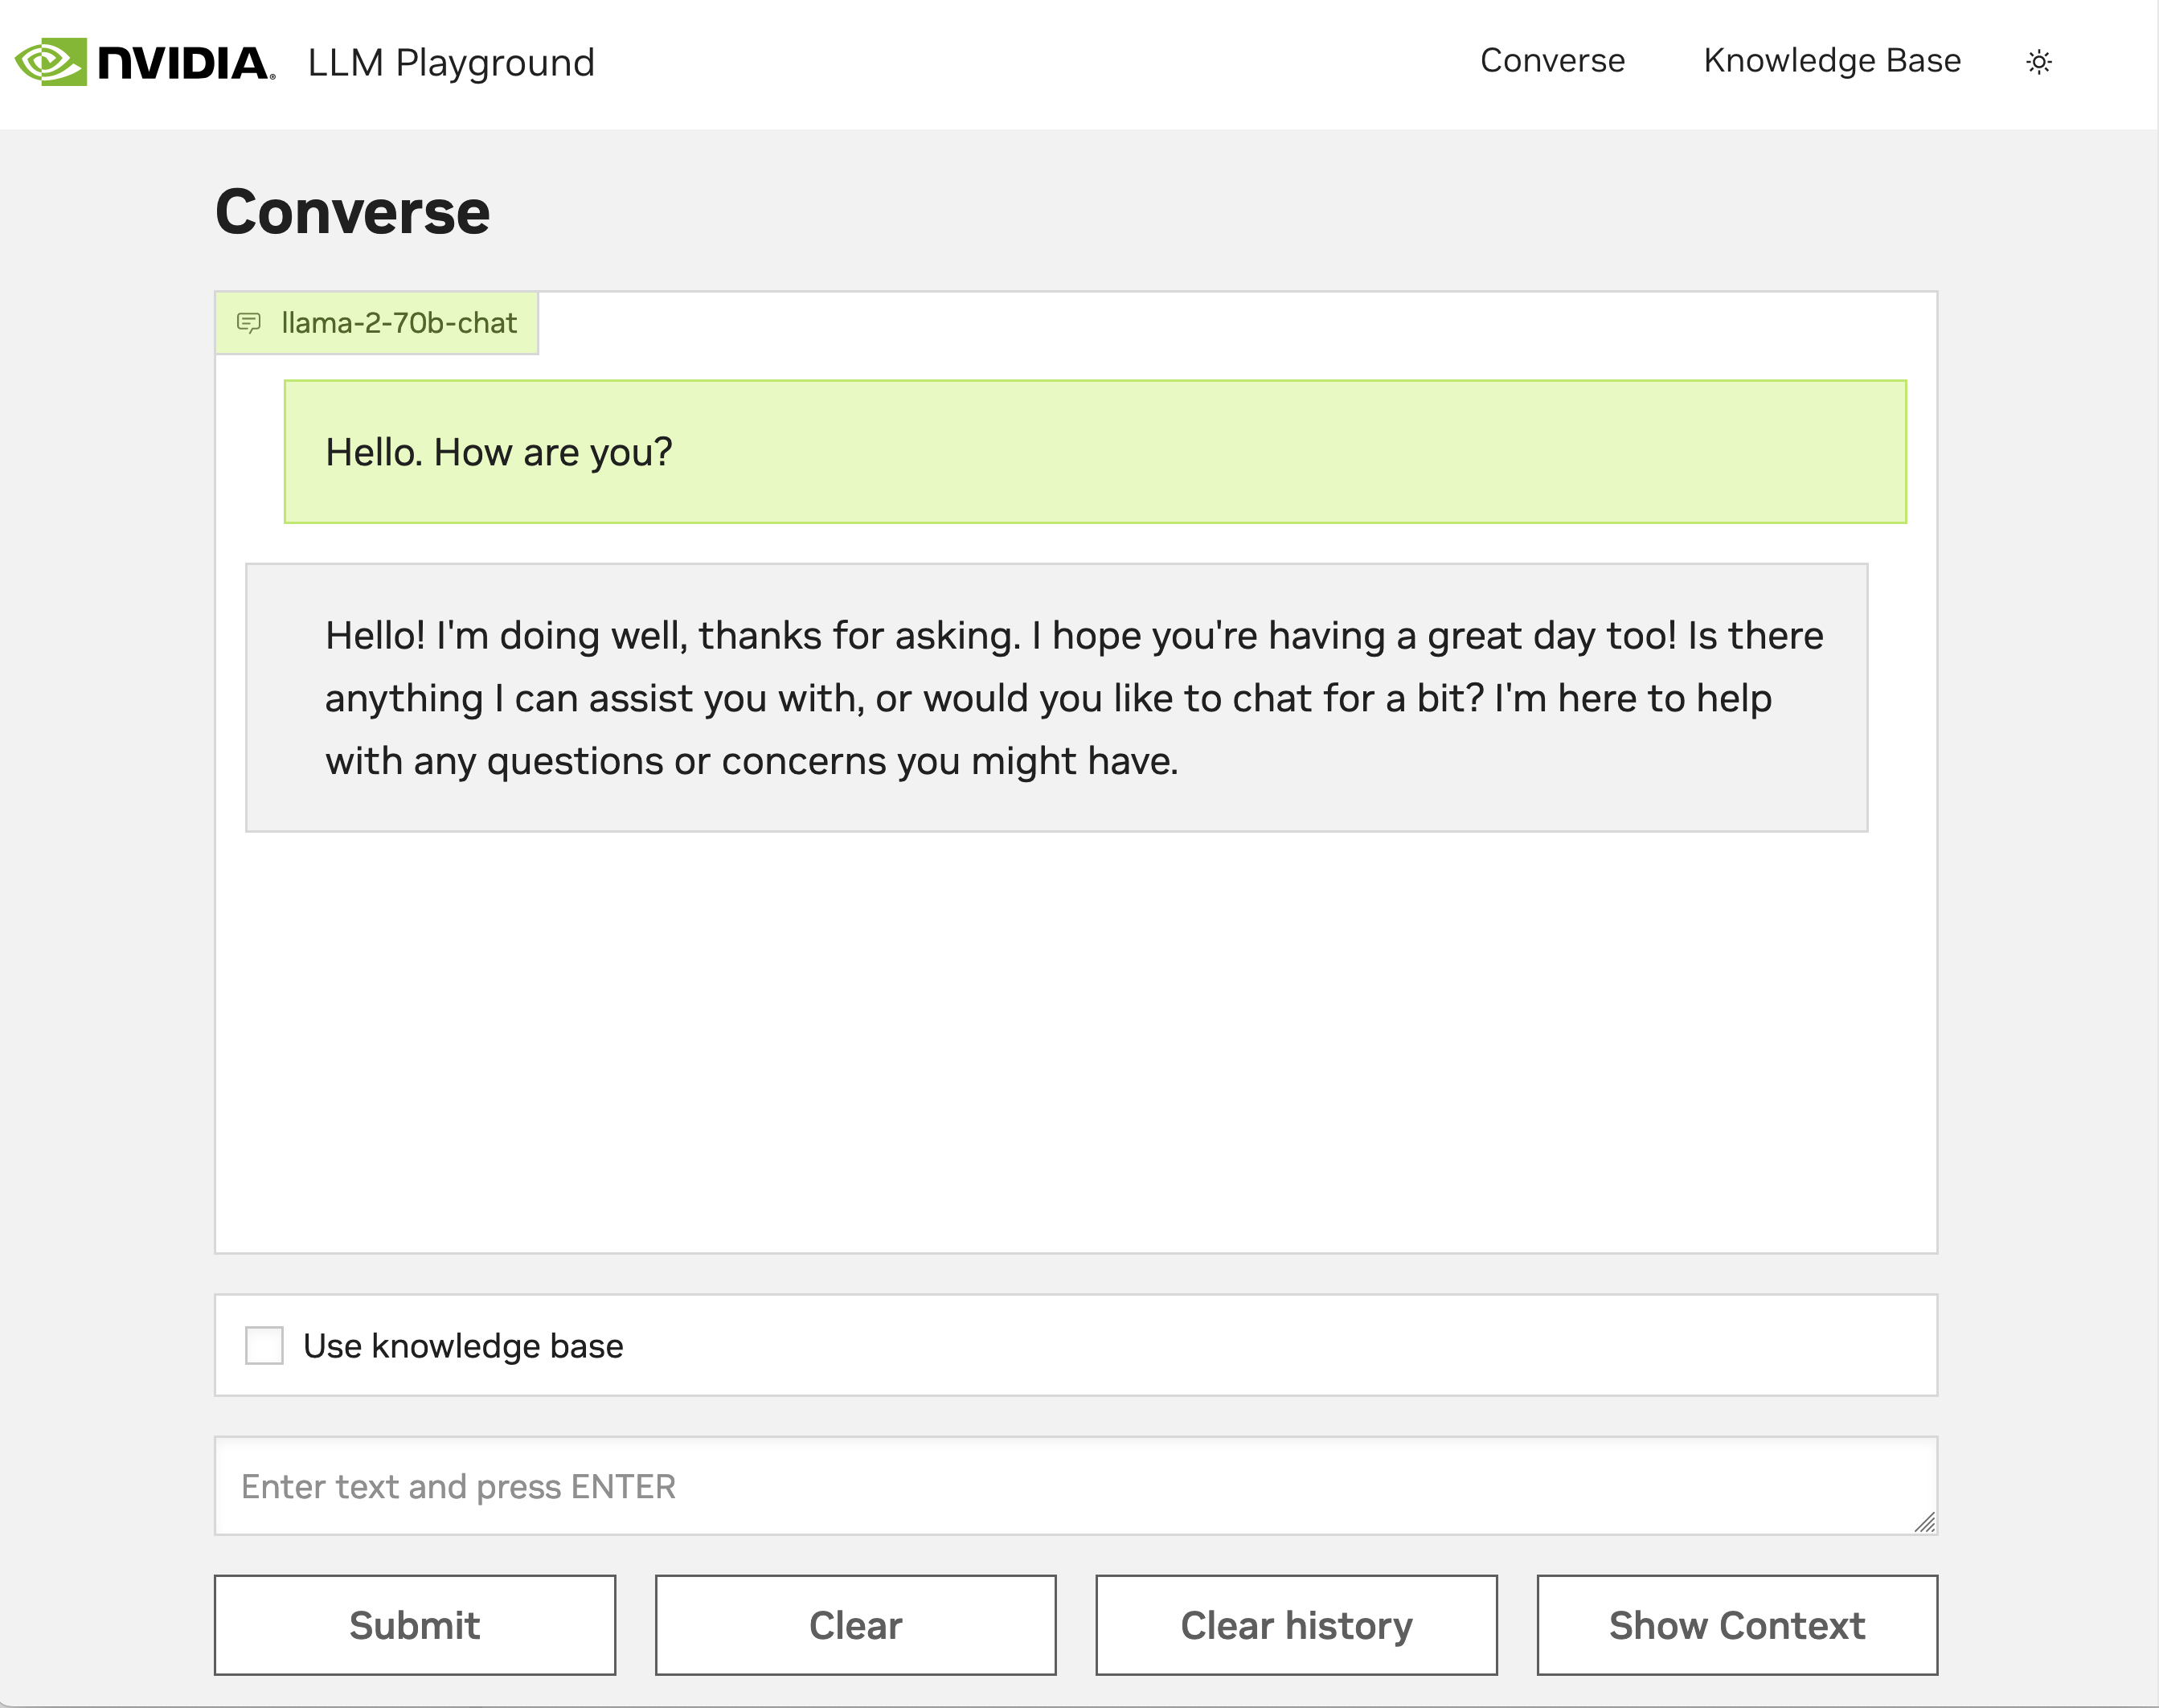 NVIDIA® LLM Playground Converse Knowledge Base
Converse
llama-2-70b-chat
Hello. How are you?
Hello! I'm doing well, thanks for asking. I hope you're having a great day too! Is there
anything I can assist you with, or would you like to chat for a bit? I'm here to help
with any questions or concerns you might have.
Use knowledge base
Enter text and press ENTER
Submit Clear Clear history Show Context